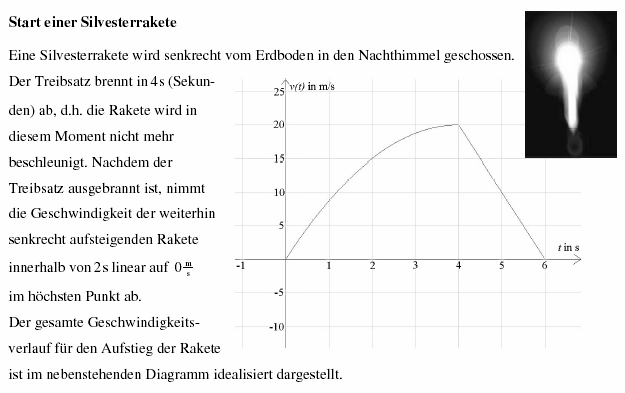 Start einer Silvesterrakete
Eine Silvesterrakete wird senkrecht vom Erdboden in den Nachthimmel geschossen.
Der Treibsatz brennt in 4s (Sekun-
den) ab, d.h. die Rakete wird in
diesem Moment nicht mehr
beschleunigt. Nachdem der
Treibsatz ausgebrannt ist, nimmt
die Geschwindigkeit der weiterhin
senkrecht aufsteigenden Rakete
innerhalb von 2s linear auf 0 m/s
im höchsten Punkt ab.
Der gesamte Geschwindigkeits-
verlauf für den Aufstieg der Rakete
ist im nebenstehenden Diagramm idealisiert dargestellt.
v(t) in m/s
25
20
15
10
5
-5
-10
t in s
-1 1 2 3 4 5 6